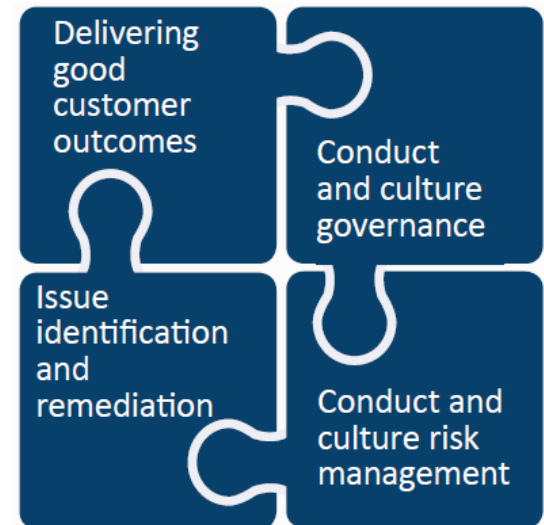 Delivering
good
customer
outcomes
Conduct
and culture
governance
Issue
identification
and
remediation
Conduct and
culture risk
management